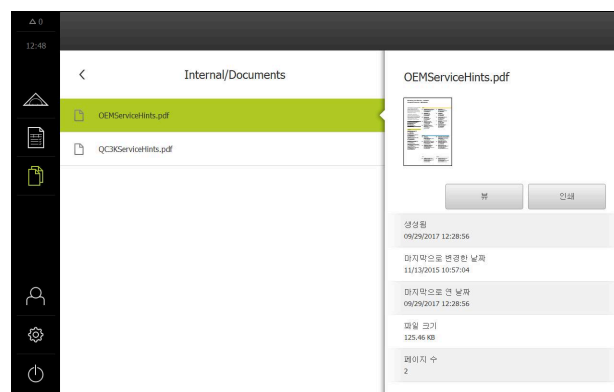 0
12:48
Internal/Documents
OEMServiceHints.pdf
QC3KServiceHints.pdf
OEMServiceHints.pdf
뷰
인쇄
생성됨
09/29/2017 12:28:56
마지막으로 변경한 날짜
11/13/2015 10:57:04
마지막으로 연 날짜
09/29/2017 12:28:56
파일 크기
125.46 KB
페이지 수
2